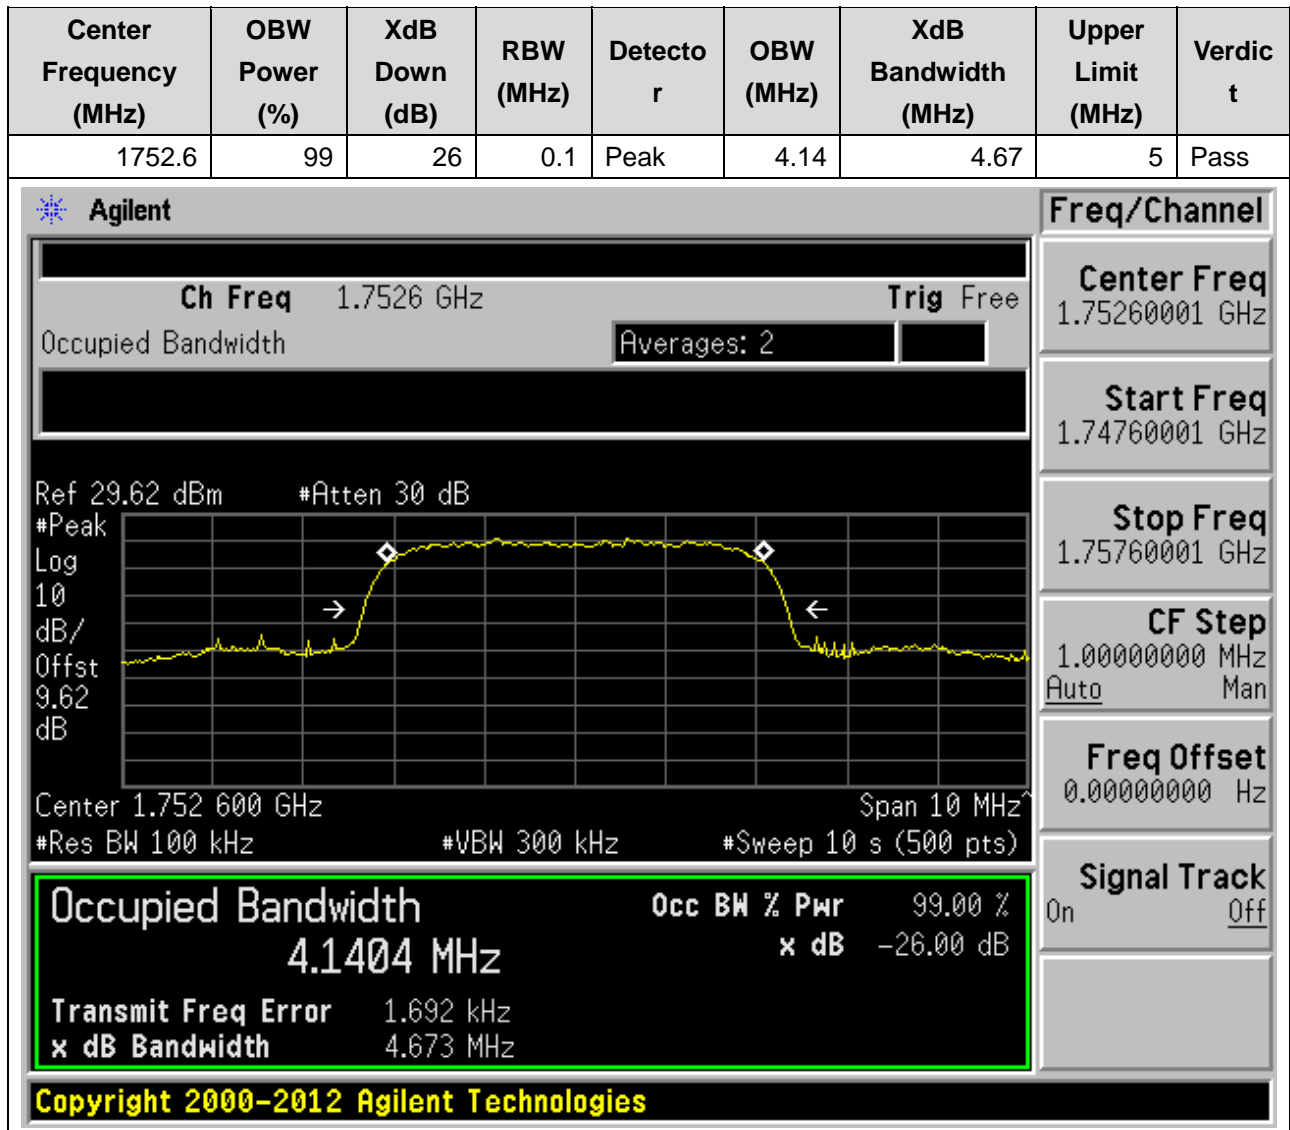 Center Frequency (MHz) OBW Power (%) XdB Down (dB) RBW (MHz) Detecto r OBW (MHz) XdB Bandwidth (MHz) Upper Limit (MHz) Verdic t
1752.6 99 26 0.1 Peak 4.14 4.67 5 Pass
Agilent
Freq/Channel
Ch Freq 1.7526 GHz Trig Free
Occupied Bandwidth Averages: 2
Center Freq
1.75260001 GHz
Start Freq
1.74760001 GHz
Stop Freq
1.75760001 GHz
CF Step
1.00000000 MHz
Auto Man
Freq Offset
0.00000000 Hz
Signal Track
On Off
Ref 29.62 dBm #Atten 30 dB
#Peak
Log
10
dB/
Offst
9.62
dB
Center 1.752 600 GHz Span 10 MHz^
#Res BW 100 kHz #VBW 300 kHz #Sweep 10 s (500 pts)
Occupied Bandwidth Occ BW % Pwr 99.00 %
4.1404 MHz x dB -26.00 dB
Transmit Freq Error 1.692 kHz
x dB Bandwidth 4.673 MHz
Copyright 2000-2012 Agilent Technologies